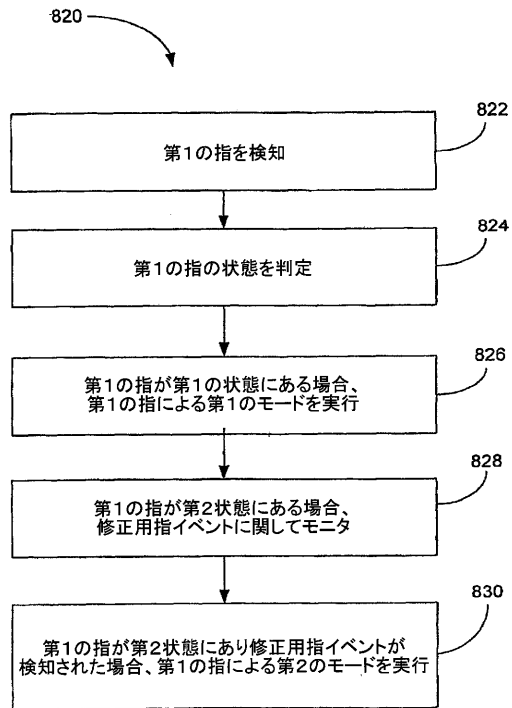 820
822
第1の指を検知
824
第1の指の状態を判定
826
第1の指が第1の状態にある場合、
第1の指による第1のモードを実行
828
第1の指が第2状態にある場合、
修正用指イベントに関してモニタ
830
第1の指が第2状態にあり修正用指イベントが
検知された場合、第1の指による第2のモードを実行